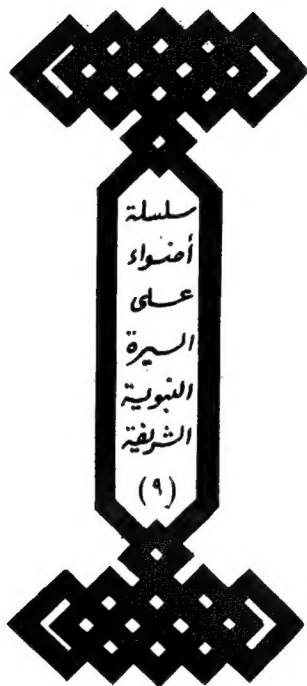 سلسلة
أضواء
على
السيرة
النبوية
الشريفة
(٩)